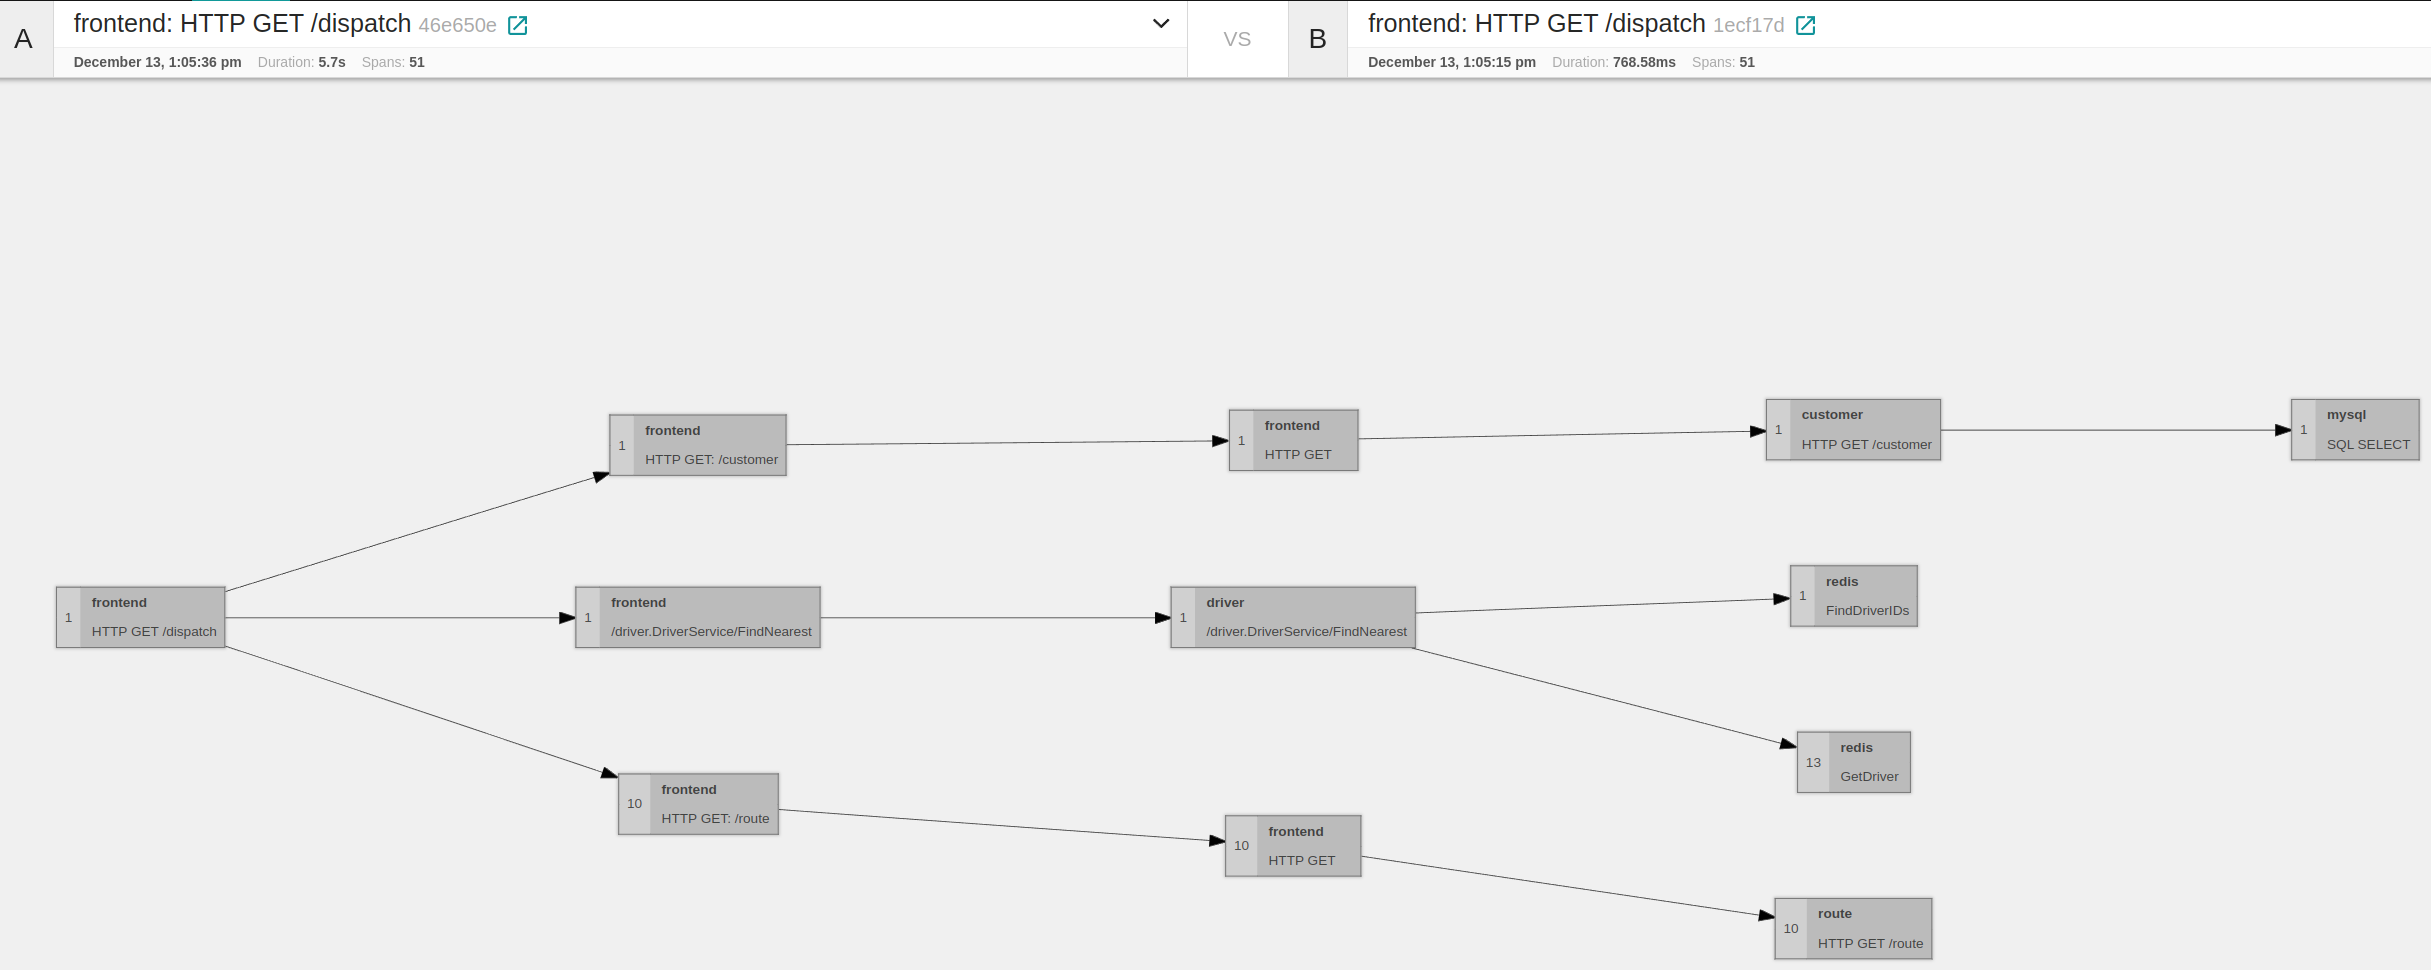 A
frontend: HTTP GET /dispatch 46e650e
December 13, 1:05:36 pm Duration: 5.7s Spans: 51
VS
B
frontend: HTTP GET /dispatch 1ecf17d
December 13, 1:05:15 pm Duration: 768.58ms Spans: 51
1
frontend
HTTP GET /dispatch
1
frontend
HTTP GET: /customer
1
frontend
HTTP GET
1
customer
HTTP GET /customer
1
mysql
SQL SELECT
1
frontend
/driver.DriverService/FindNearest
1
driver
/driver.DriverService/FindNearest
1
redis
FindDriverIDs
13
redis
GetDriver
10
frontend
HTTP GET: /route
10
frontend
HTTP GET
10
route
HTTP GET /route